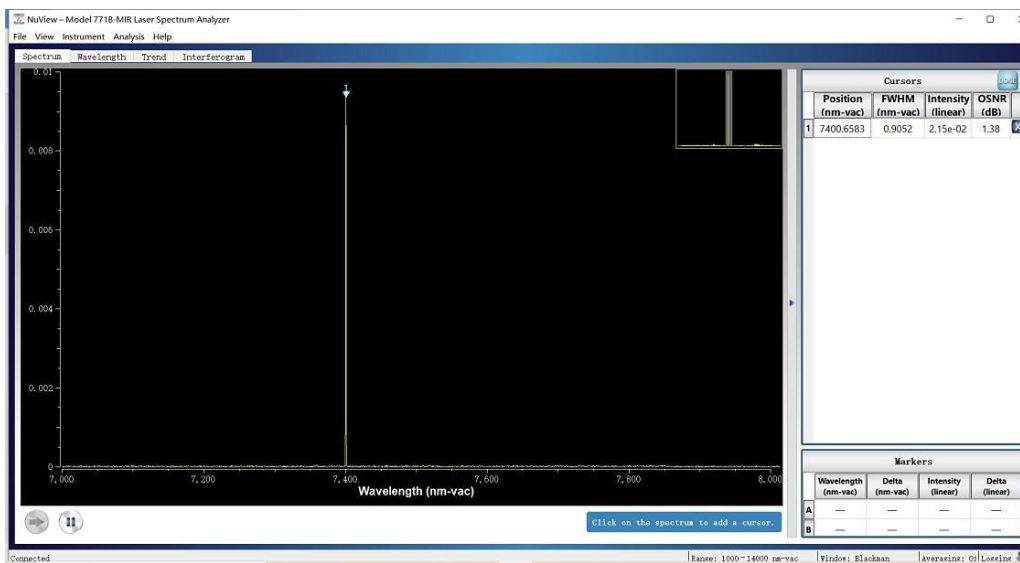 NuView – Model 771B-MIR Laser Spectrum Analyzer
File View Instrument Analysis Help
Spectrum Wavelength Trend Interferogram
0.01
0.008
0.006
0.004
0.002
0
7,000 7,200 7,400 7,600 7,800 8,000
Wavelength (nm-vac)
1
Click on the spectrum to add a cursor.
Cursors
Position (nm-vac) FWHM (nm-vac) Intensity (linear) OSNR (dB)
1 7400.6583 0.9052 2.15e-02 1.38 X
Markers
Wavelength (nm-vac) Delta (nm-vac) Intensity (linear) Delta (linear)
A — — — —
B — — — —
Connected
Range: 1000-14000 nm-vac Window: Blackman Averaging: Of Logging